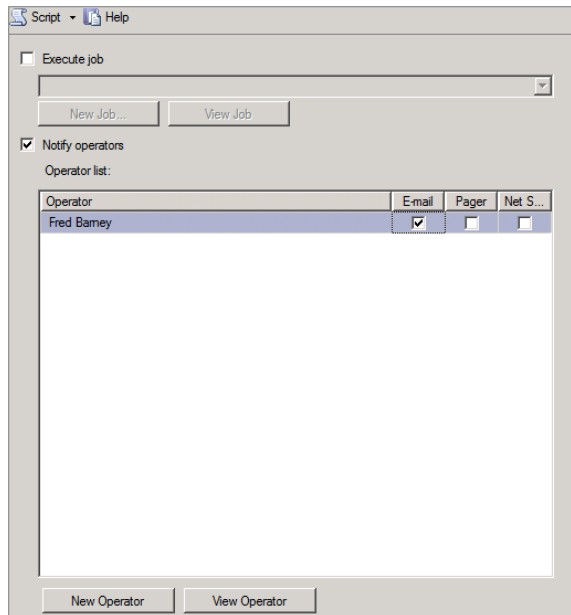 Script Help
Execute job
New Job... View Job
Notify operators
Operator list:
Operator E-mail Pager Net S...
Fred Barney
New Operator View Operator